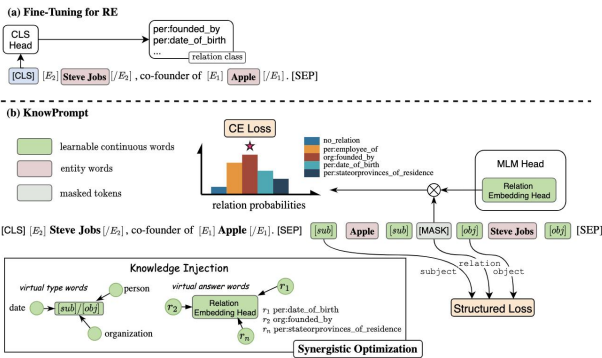 (a) Fine-Tuning for RE
CLS
Head
per:founded_by
per:date_of_birth
...
relation class
[CLS] [E2] Steve Jobs [/E2] , co-founder of [E1] Apple [/E1]. [SEP]
(b) KnowPrompt
learnable continuous words
entity words
masked tokens
CE Loss
no_relation
per:employee_of
org:founded_by
per:date_of_birth
per:stateorprovinces_of_residence
relation probabilities
MLM Head
Relation
Embedding Head
[CLS] [E2] Steve Jobs [/E2], co-founder of [E1] Apple [/E1]. [SEP] [sub] Apple [sub] [MASK] [obj] Steve Jobs [obj] [SEP]
subject relation object
Structured Loss
Knowledge Injection
virtual type words
person
date
[sub]/[obj]
organization
virtual answer words
r1
r2
rn
Relation
Embedding Head
r1 per:date_of_birth
r2 org:founded_by
rn per:stateorprovinces_of_residence
Synergistic Optimization